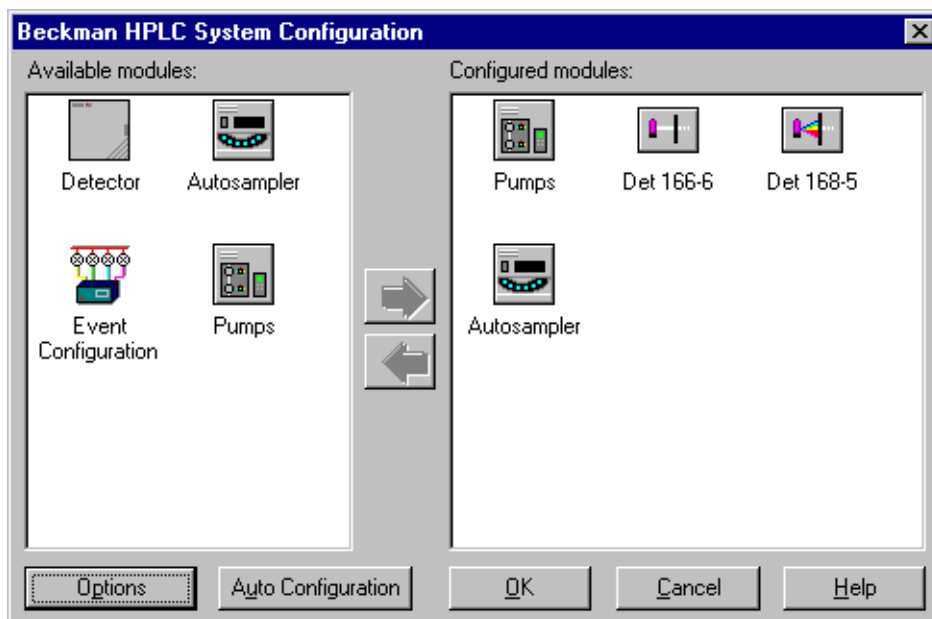 Beckman HPLC System Configuration
Available modules:
Detector
Autosampler
Event
Configuration
Pumps
Configured modules:
Pumps
Det 166-6
Det 168-5
Autosampler
Options
Auto Configuration
OK
Cancel
Help